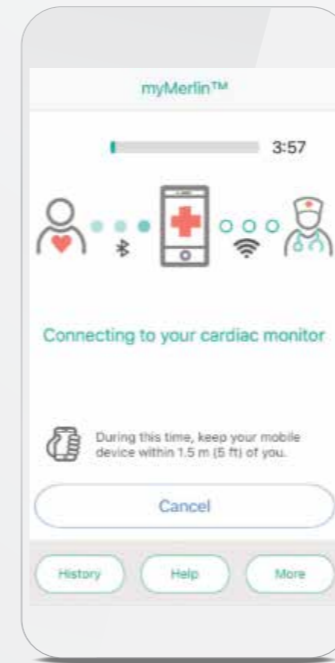 myMerlin™
3:57
Connecting to your cardiac monitor
During this time, keep your mobile
device within 1.5 m (5 ft) of you.
Cancel
History
Help
More